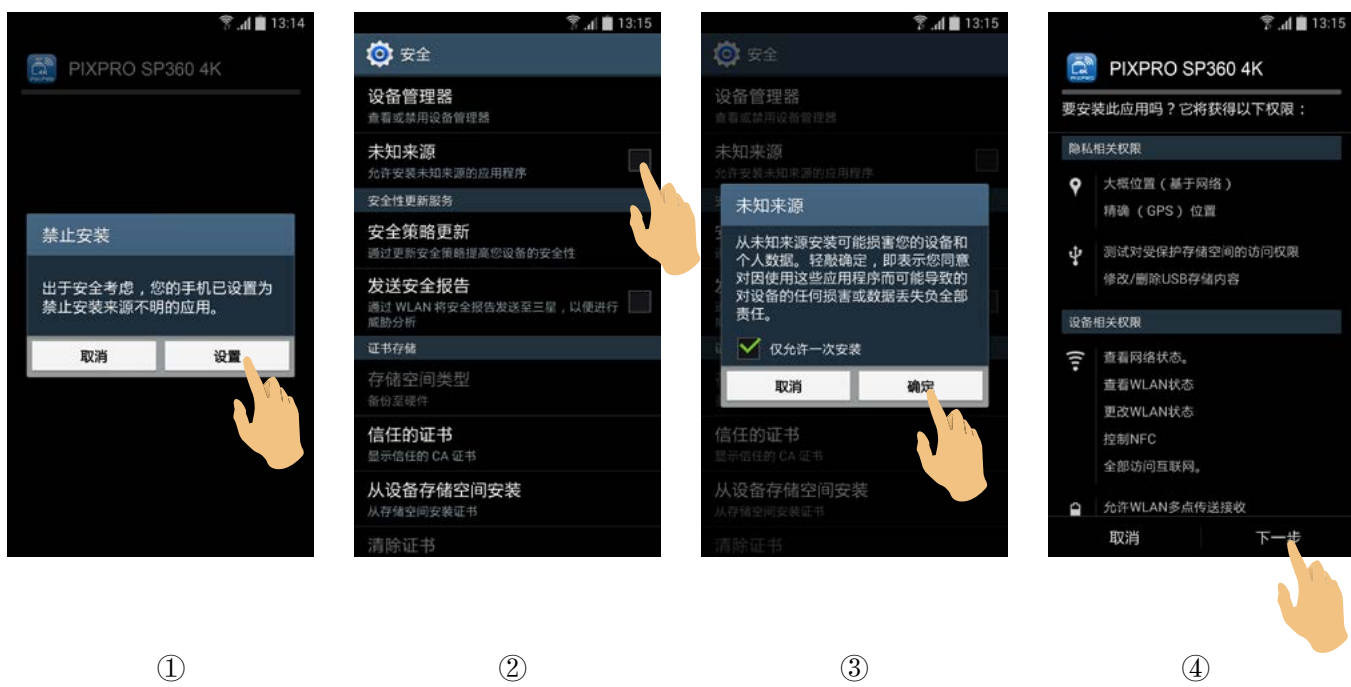 13:14
PIXPRO SP360 4K
禁止安装
出于安全考虑，您的手机已设置为
禁止安装来源不明的应用。
取消 设置
①
13:15
安全
设备管理器
查看或禁用设备管理器
未知来源
允许安装未知来源的应用程序
安全性更新服务
安全策略更新
通过更新安全策略提高您设备的安全性
发送安全报告
通过 WLAN 将安全报告发送至三星，以便进行
威胁分析
证书存储
存储空间类型
备份至硬件
信任的证书
显示信任的 CA 证书
从设备存储空间安装
从存储空间安装证书
清除证书
②
13:15
安全
设备管理器
查看或禁用设备管理器
未知来源
允许安装未知来源的应用程序
未知来源
从未知来源安装可能损害您的设备和
个人数据。轻敲确定，即表示您同意
对因使用这些应用程序而可能导致的
对设备的任何损害或数据丢失负全部
责任。
仅允许一次安装
取消 确定
信任的证书
显示信任的 CA 证书
从设备存储空间安装
从存储空间安装证书
清除证书
③
13:15
PIXPRO SP360 4K
要安装此应用吗？它将获得以下权限：
隐私相关权限
大概位置（基于网络）
精确 （GPS） 位置
测试对受保护存储空间的访问权限
修改/删除USB存储内容
设备相关权限
查看网络状态。
查看WLAN状态
更改WLAN状态
控制NFC
全部访问互联网。
允许WLAN多点传送接收
取消 下一步
④